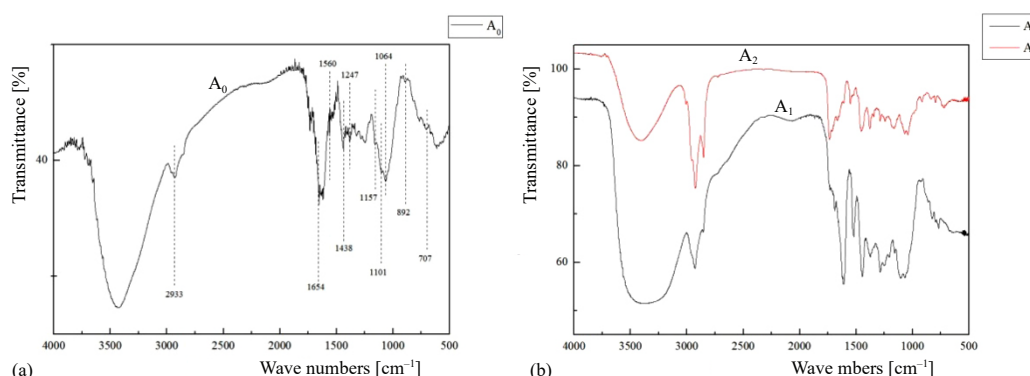 A₀
A₀
1560
1247
1064
40
2933
1654
1438
1157
1101
892
707
4000 3500 3000 2500 2000 1500 1000 500
Transmittance [%]
Wave numbers [cm⁻¹]
(a)
A
A
A₂
A₁
100
80
60
4000 3500 3000 2500 2000 1500 1000 500
Transmittance [%]
Wave mbers [cm⁻¹]
(b)